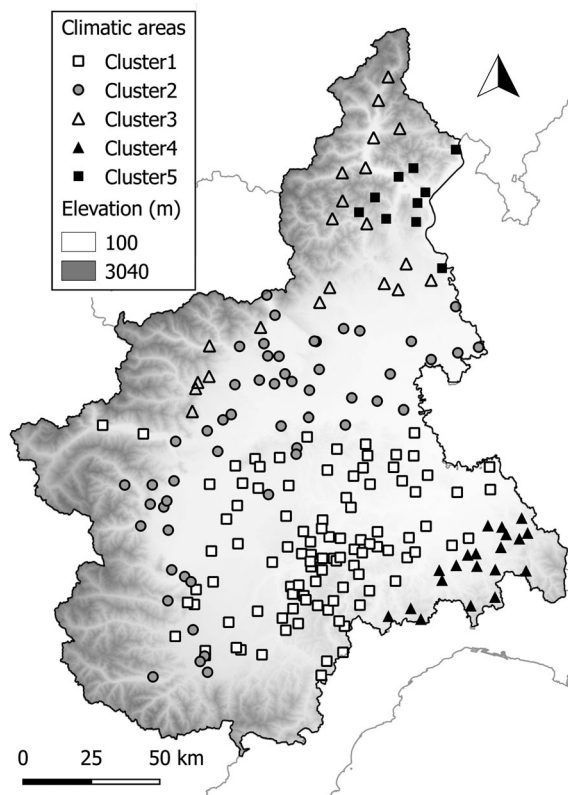 Climatic areas
Cluster1
Cluster2
Cluster3
Cluster4
Cluster5
Elevation (m)
100
3040
0 25 50 km